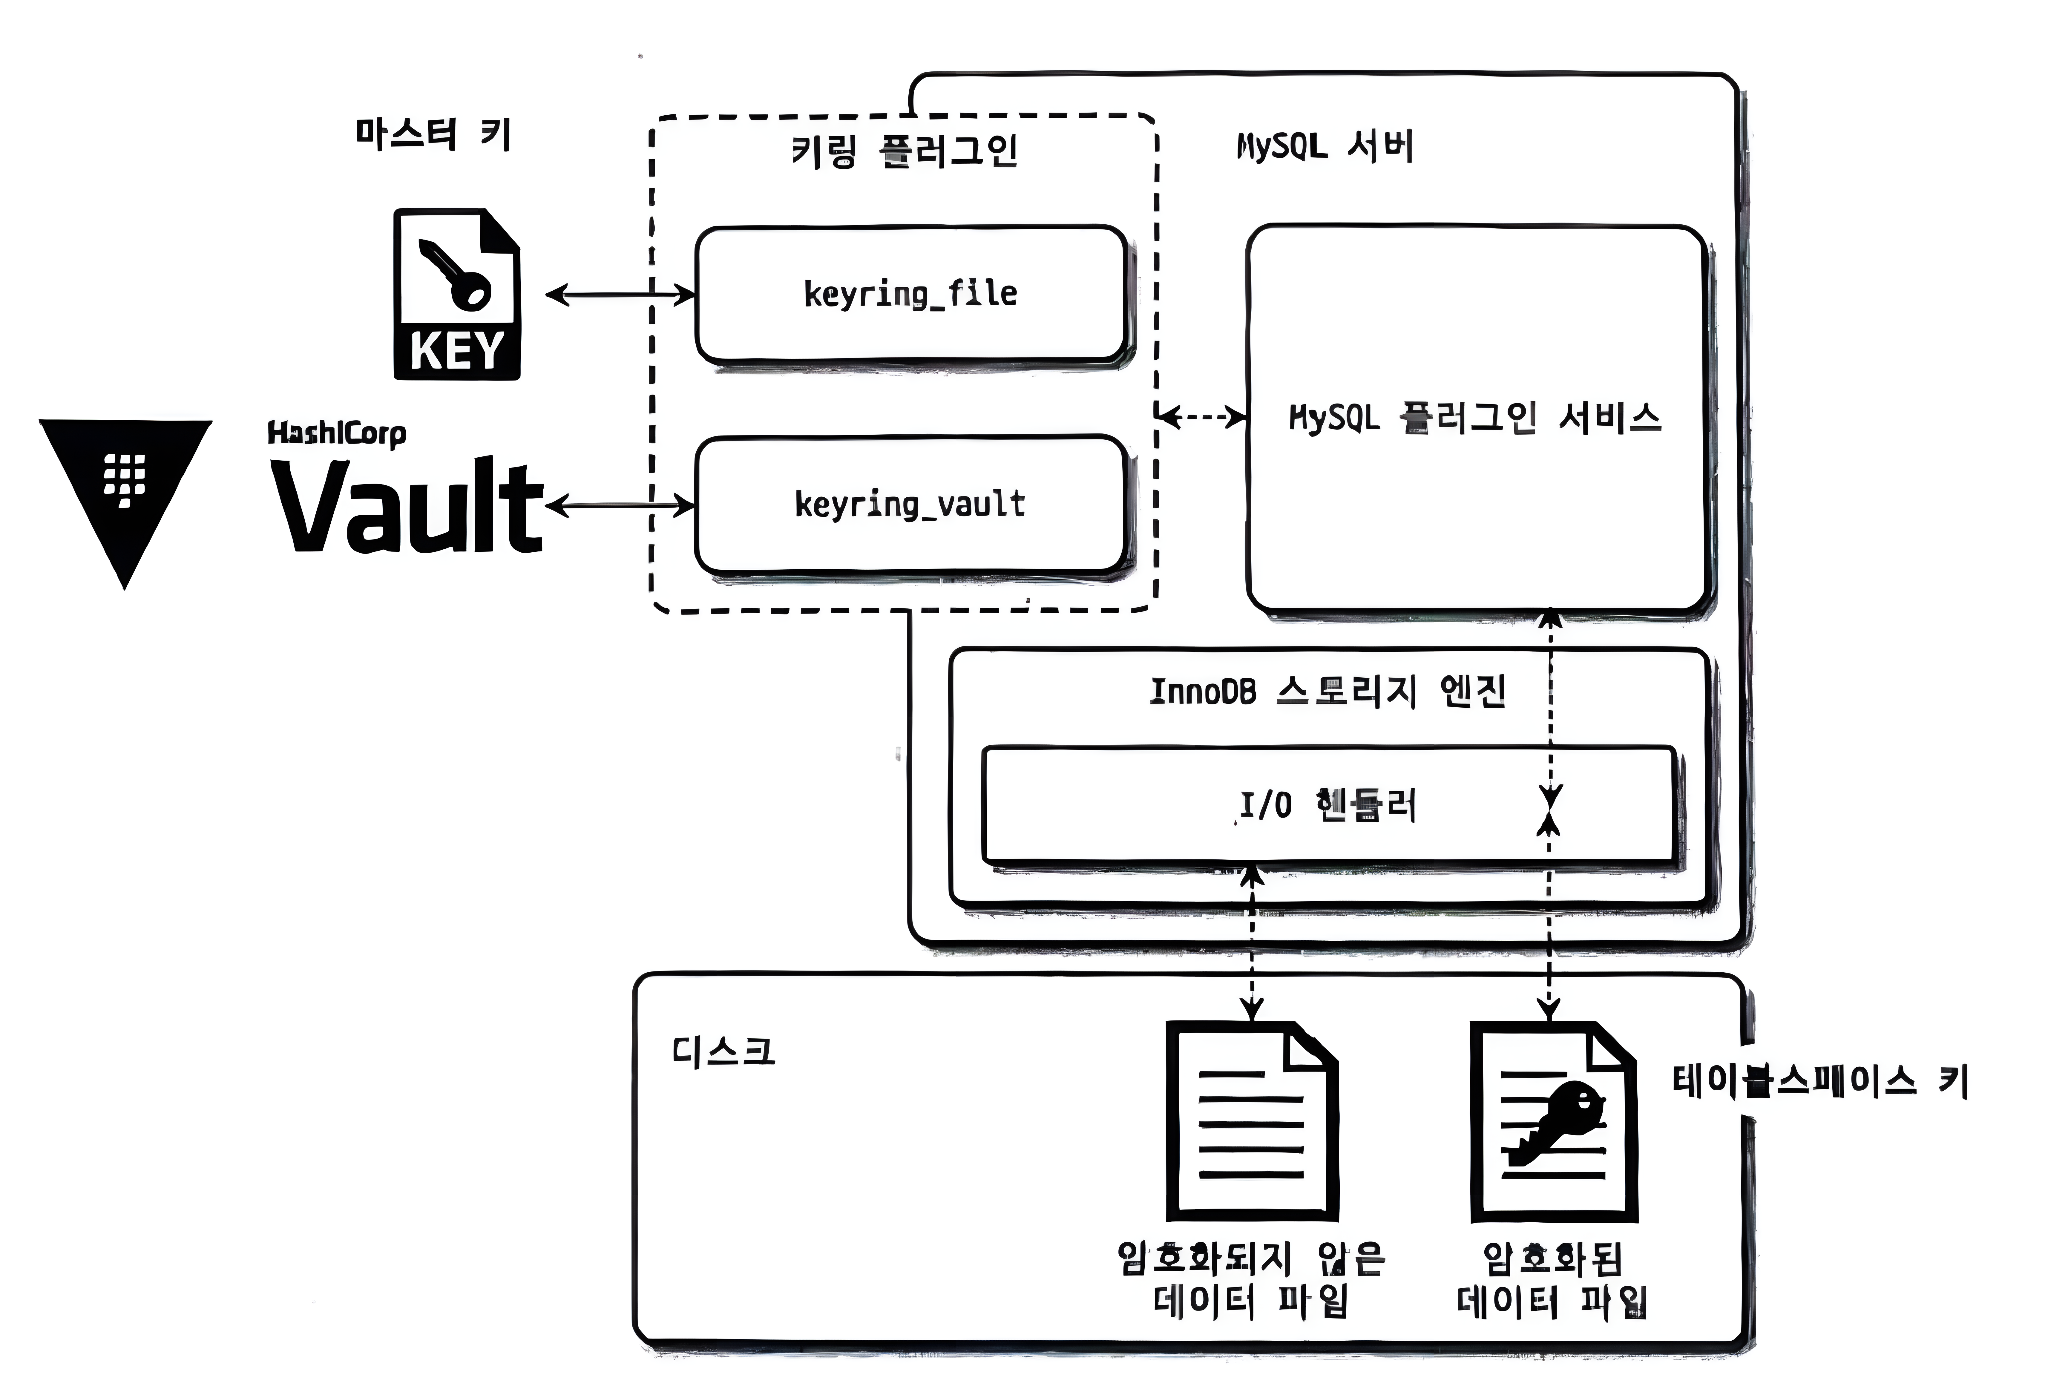 마스터 키
키링 플러그인
MySQL 서버
KEY
keyring_file
HashiCorp
Vault
keyring_vault
MySQL 플러그인 서비스
InnoDB 스토리지 엔진
I/O 핸들러
디스크
테이블스페이스 키
암호화되지 않은
데이터 파일
암호화된
데이터 파일